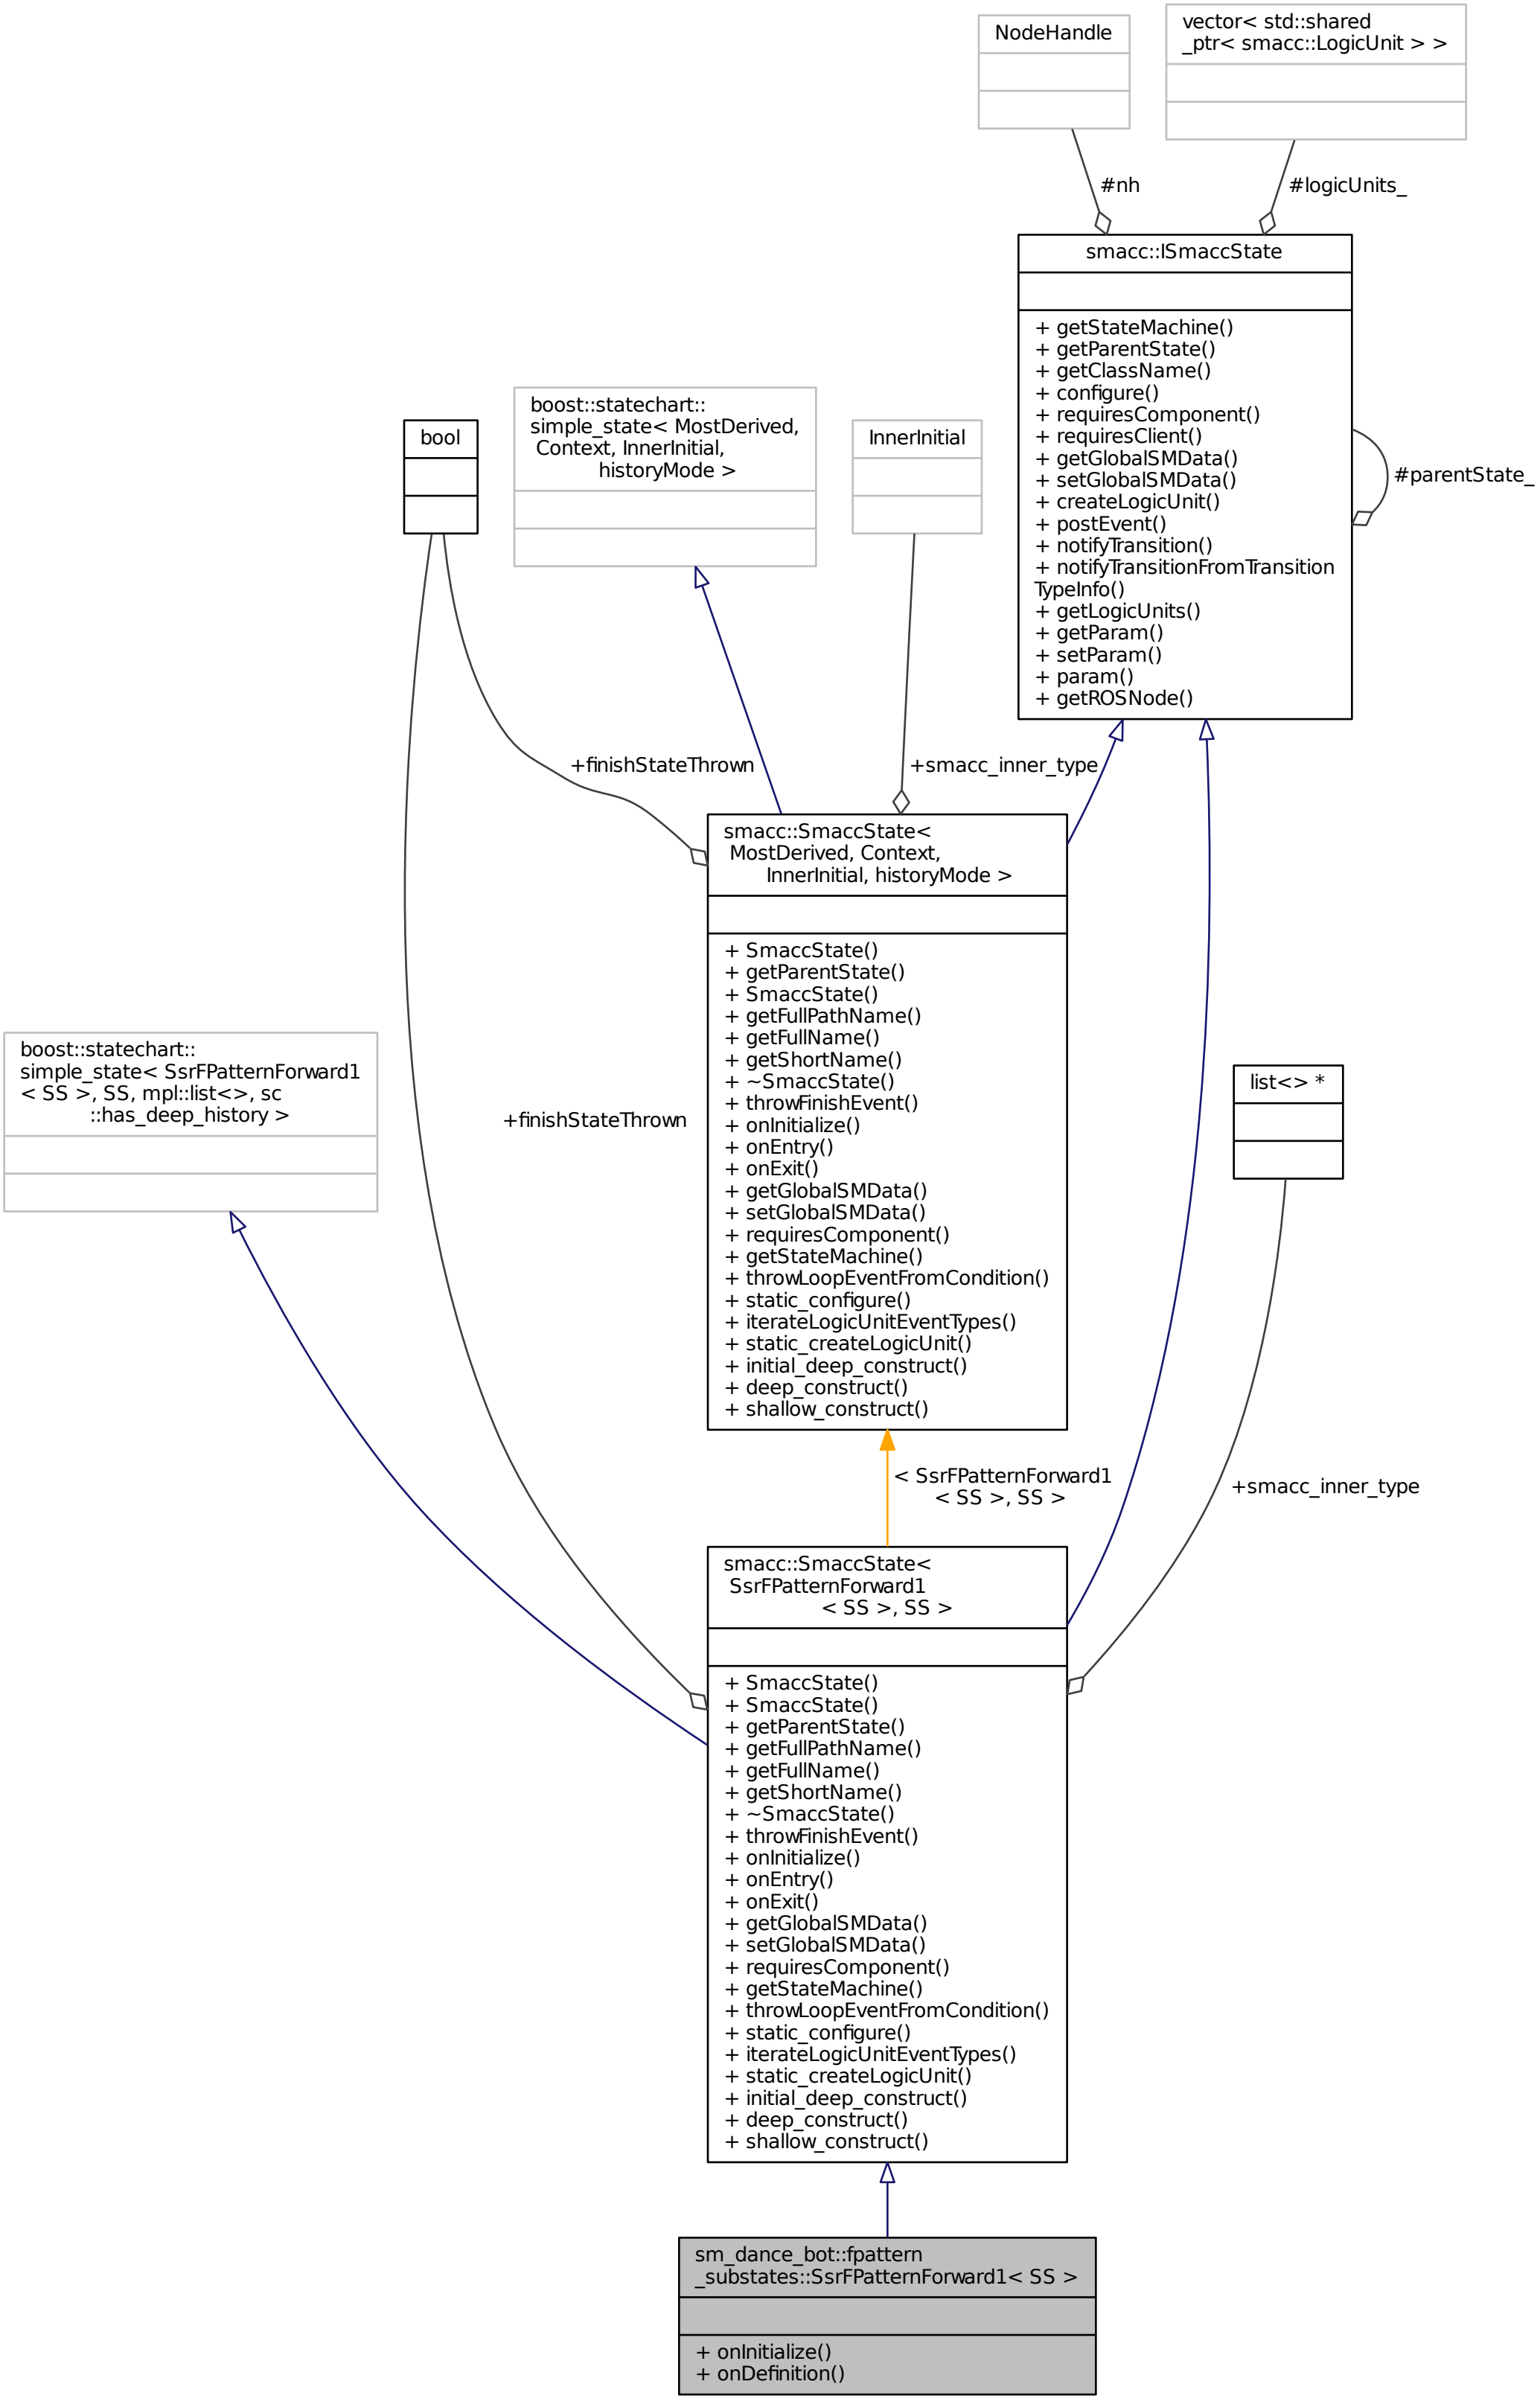 NodeHandle
vector< std::shared
_ptr< smacc::LogicUnit > >
#nh
#logicUnits_
smacc::ISmaccState
+ getStateMachine()
+ getParentState()
+ getClassName()
+ configure()
+ requiresComponent()
+ requiresClient()
+ getGlobalSMData()
+ setGlobalSMData()
+ createLogicUnit()
+ postEvent()
+ notifyTransition()
+ notifyTransitionFromTransition
TypeInfo()
+ getLogicUnits()
+ getParam()
+ setParam()
+ param()
+ getROSNode()
#parentState_
bool
boost::statechart::
simple_state< MostDerived,
Context, InnerInitial,
historyMode >
InnerInitial
+finishStateThrown
+smacc_inner_type
smacc::SmaccState<
MostDerived, Context,
InnerInitial, historyMode >
+ SmaccState()
+ getParentState()
+ SmaccState()
+ getFullPathName()
+ getFullName()
+ getShortName()
+ ~SmaccState()
+ throwFinishEvent()
+ onInitialize()
+ onEntry()
+ onExit()
+ getGlobalSMData()
+ setGlobalSMData()
+ requiresComponent()
+ getStateMachine()
+ throwLoopEventFromCondition()
+ static_configure()
+ iterateLogicUnitEventTypes()
+ static_createLogicUnit()
+ initial_deep_construct()
+ deep_construct()
+ shallow_construct()
boost::statechart::
simple_state< SsrFPatternForward1
< SS >, SS, mpl::list<>, sc
::has_deep_history >
+finishStateThrown
list<> *
< SsrFPatternForward1
< SS >, SS >
+smacc_inner_type
smacc::SmaccState<
SsrFPatternForward1
< SS >, SS >
+ SmaccState()
+ SmaccState()
+ getParentState()
+ getFullPathName()
+ getFullName()
+ getShortName()
+ ~SmaccState()
+ throwFinishEvent()
+ onInitialize()
+ onEntry()
+ onExit()
+ getGlobalSMData()
+ setGlobalSMData()
+ requiresComponent()
+ getStateMachine()
+ throwLoopEventFromCondition()
+ static_configure()
+ iterateLogicUnitEventTypes()
+ static_createLogicUnit()
+ initial_deep_construct()
+ deep_construct()
+ shallow_construct()
sm_dance_bot::fpattern
_substates::SsrFPatternForward1< SS >
+ onInitialize()
+ onDefinition()